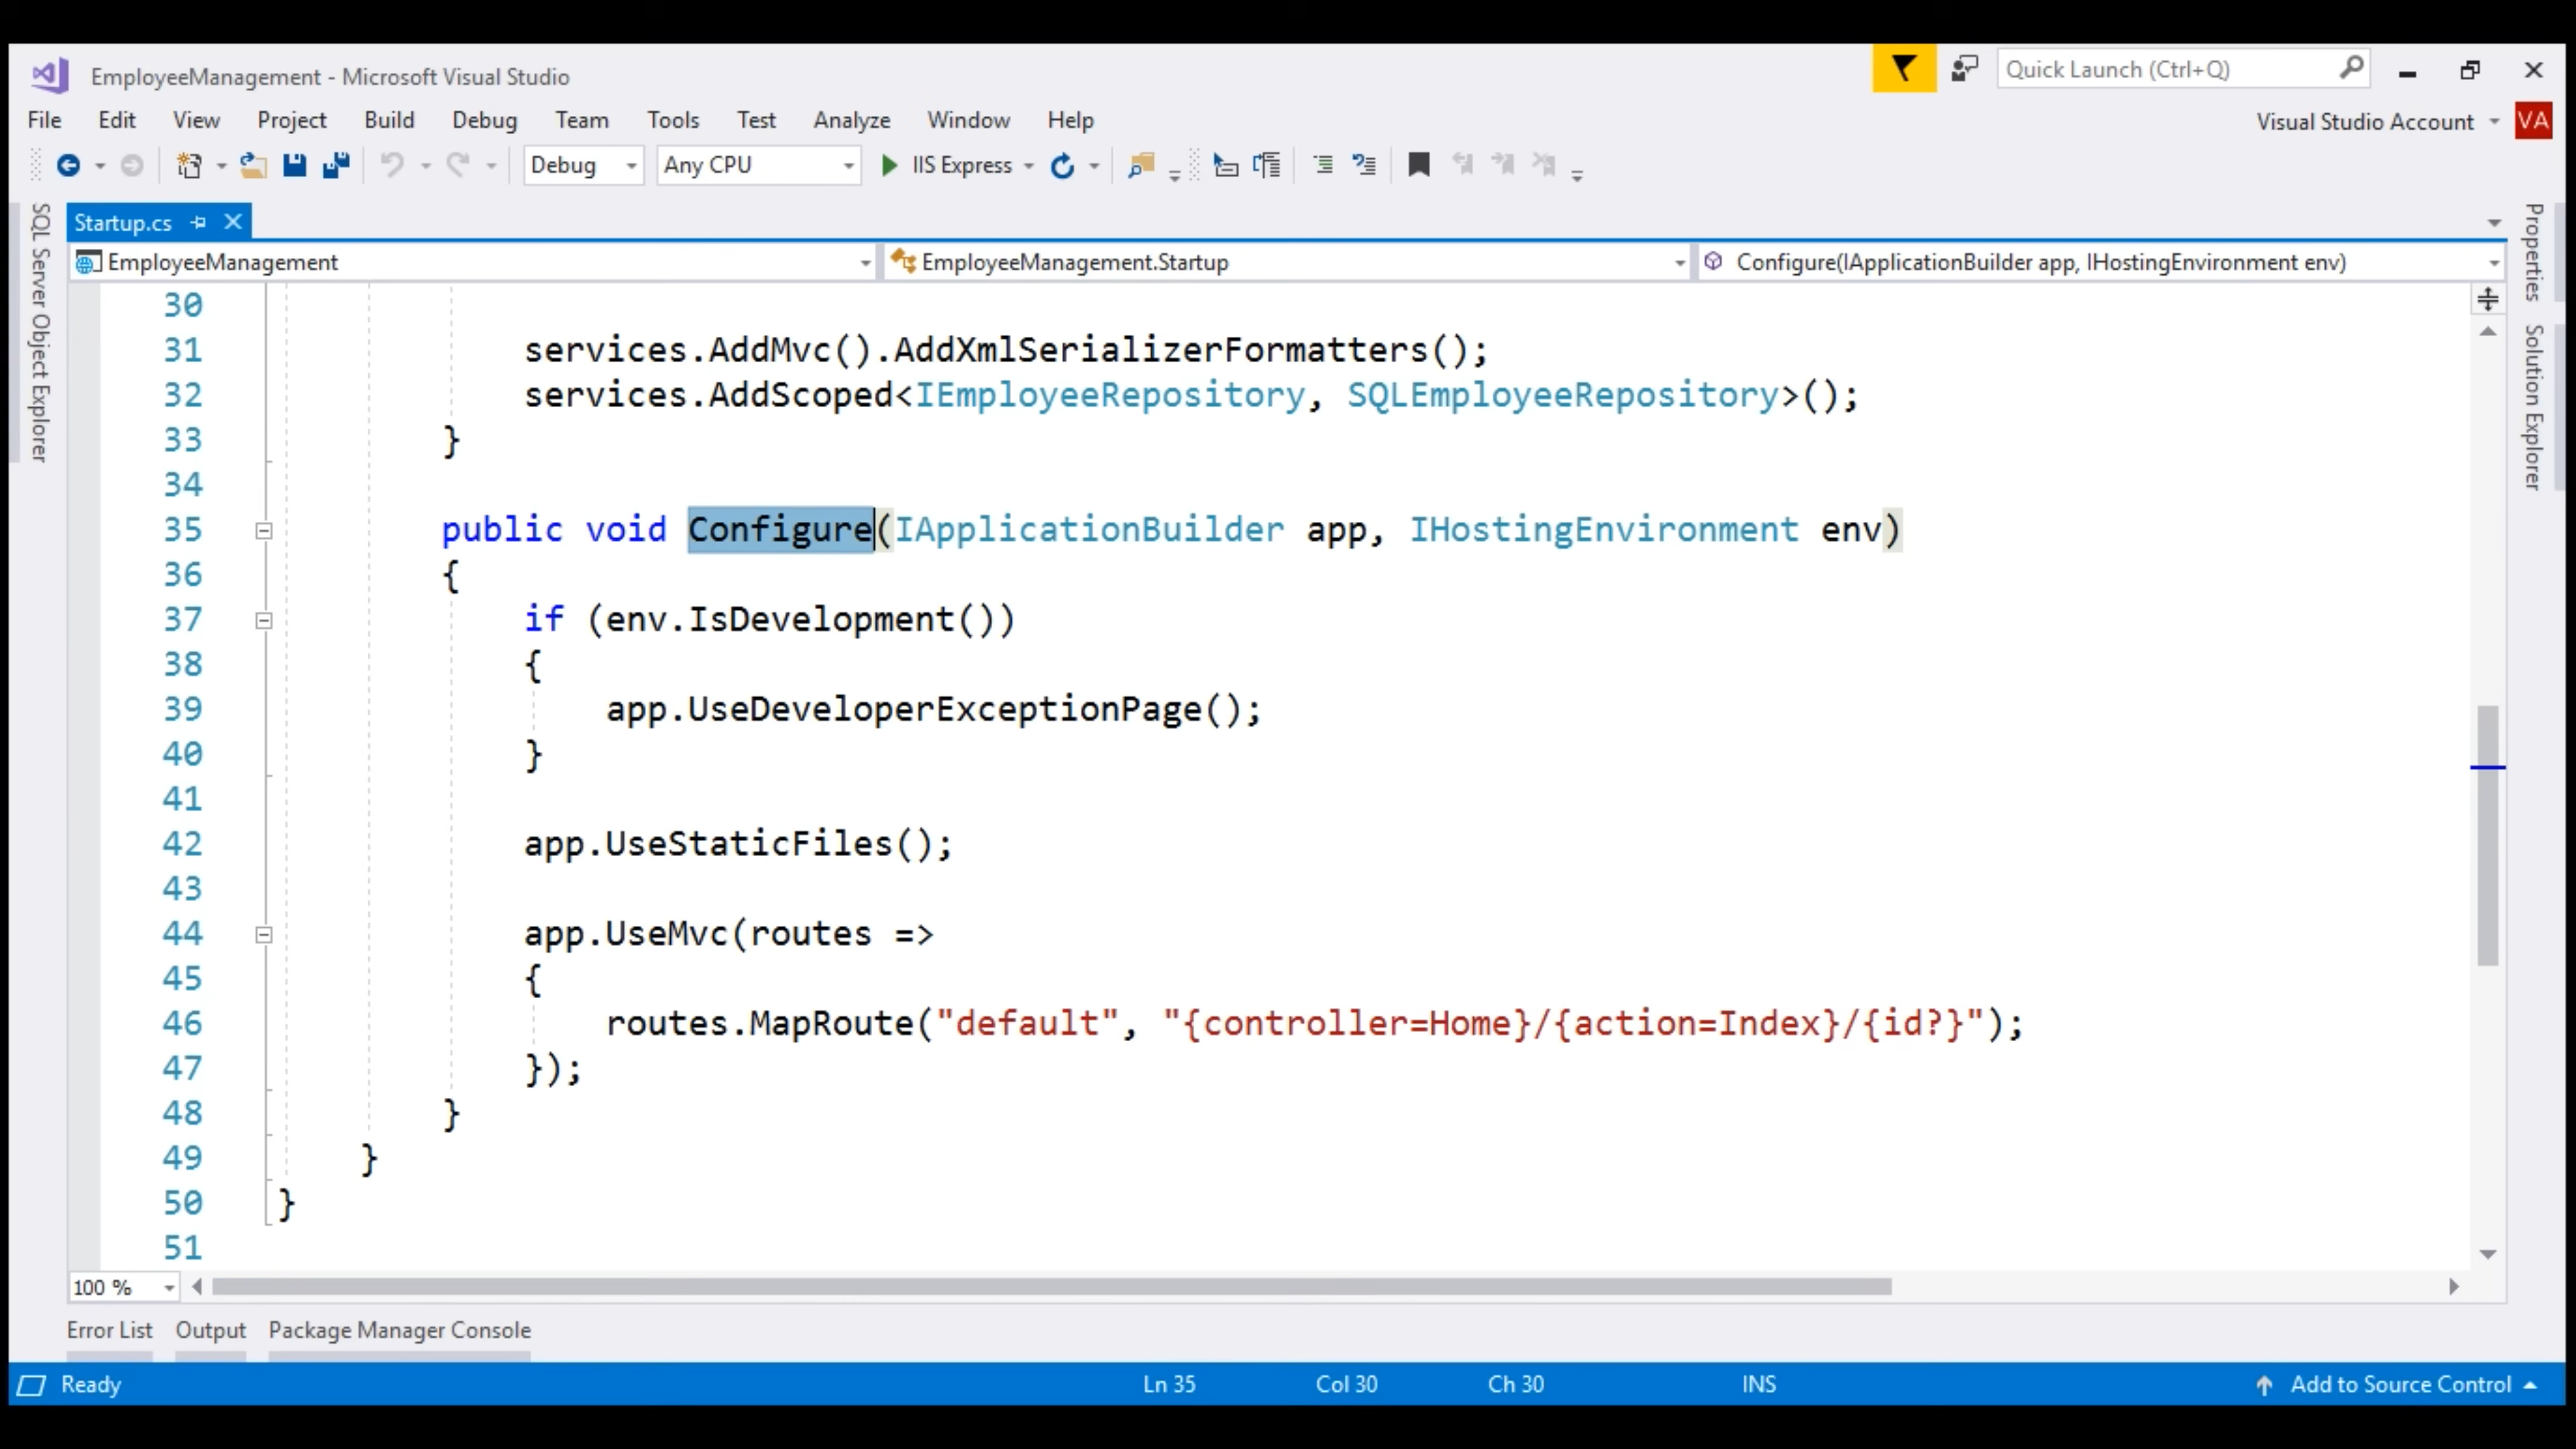 EmployeeManagement - Microsoft Visual Studio
Quick Launch (Ctrl+Q)
File Edit View Project Build Debug Team Tools Test Analyze Window Help
Visual Studio Account VA
Debug Any CPU IIS Express
SQL Server Object Explorer
Startup.cs
EmployeeManagement EmployeeManagement.Startup Configure(IApplicationBuilder app, IHostingEnvironment env)
Properties
Solution Explorer
30
31 services.AddMvc().AddXmlSerializerFormatters();
32 services.AddScoped<IEmployeeRepository, SQLEmployeeRepository>();
33 }
34
35 public void Configure(IApplicationBuilder app, IHostingEnvironment env)
36 {
37 if (env.IsDevelopment())
38 {
39 app.UseDeveloperExceptionPage();
40 }
41
42 app.UseStaticFiles();
43
44 app.UseMvc(routes =>
45 {
46 routes.MapRoute("default", "{controller=Home}/{action=Index}/{id?}");
47 });
48 }
49 }
50 }
51
100 %
Error List Output Package Manager Console
Ready Ln 35 Col 30 Ch 30 INS Add to Source Control